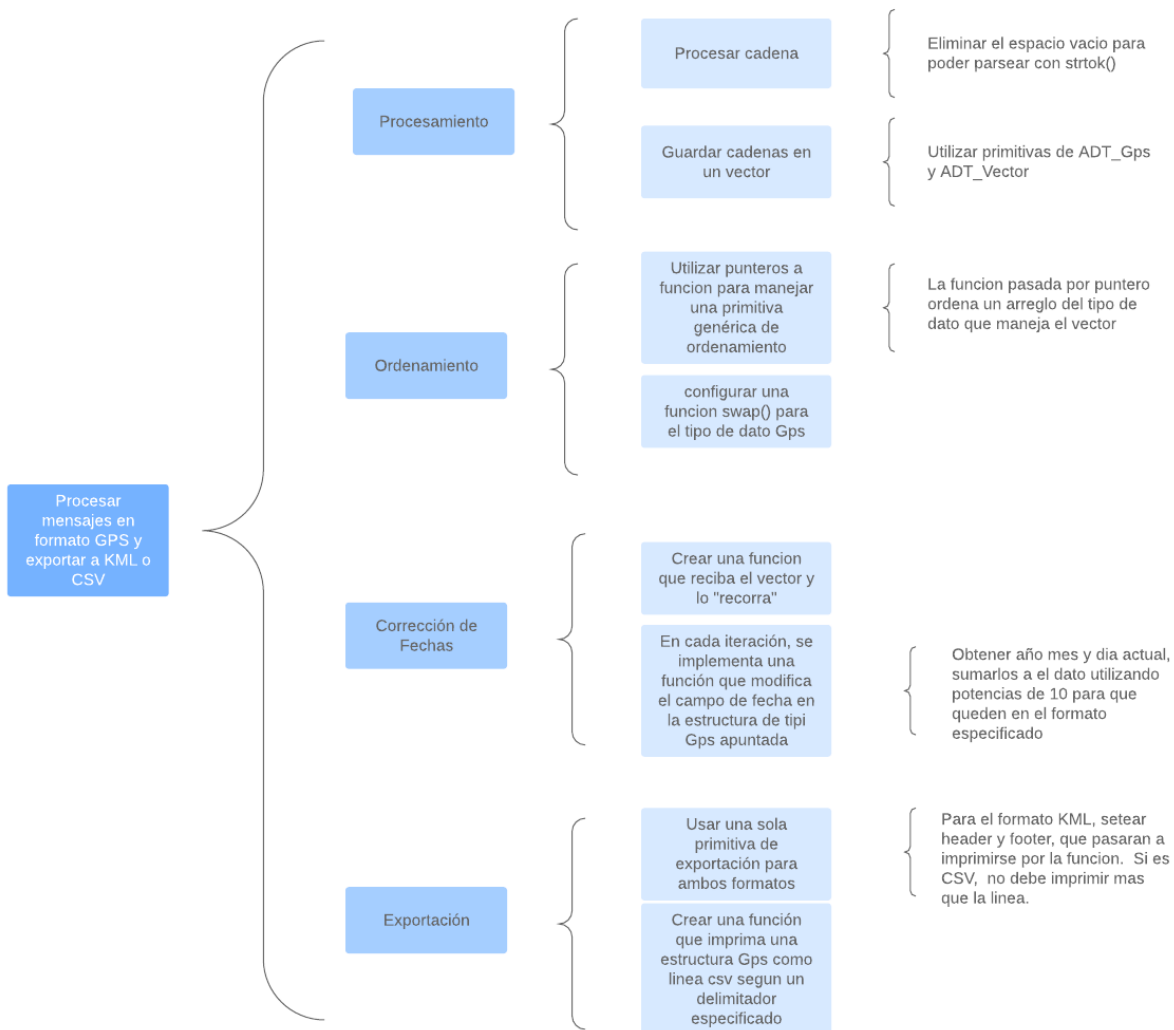 Procesar
mensajes en
formato GPS y
exportar a KML o
CSV
Procesamiento
Procesar cadena
Eliminar el espacio vacio para
poder parsear con strtok()
Guardar cadenas en
un vector
Utilizar primitivas de ADT_Gps
y ADT_Vector
Ordenamiento
Utilizar punteros a
funcion para manejar
una primitiva
genérica de
ordenamiento
La funcion pasada por puntero
ordena un arreglo del tipo de
dato que maneja el vector
configurar una
funcion swap() para
el tipo de dato Gps
Corrección de
Fechas
Crear una funcion
que reciba el vector y
lo "recorra"
En cada iteración, se
implementa una
función que modifica
el campo de fecha en
la estructura de tipi
Gps apuntada
Obtener año mes y dia actual,
sumarlos a el dato utilizando
potencias de 10 para que
queden en el formato
especificado
Exportación
Usar una sola
primitiva de
exportación para
ambos formatos
Para el formato KML, setear
header y footer, que pasaran a
imprimirse por la funcion. Si es
CSV, no debe imprimir mas
que la linea.
Crear una función
que imprima una
estructura Gps como
linea csv segun un
delimitador
especificado